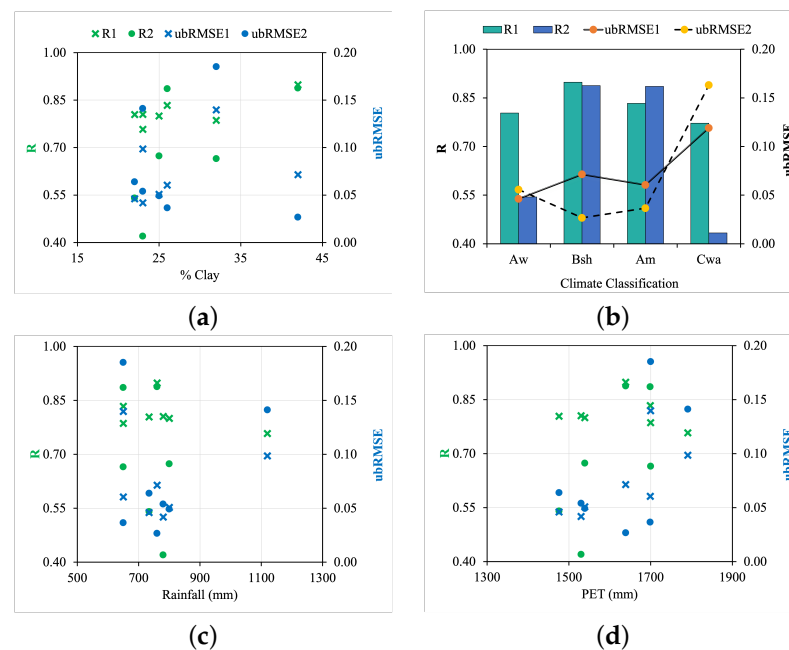 R1 R2 ubRMSE1 ubRMSE2
1.00 0.20
0.85 0.15
0.70 0.10
0.55 0.05
0.40 0.00
15 25 35 45
R
ubRMSE
% Clay
(a)
R1 R2 ubRMSE1 ubRMSE2
1.00 0.20
0.85 0.15
0.70 0.10
0.55 0.05
0.40 0.00
Aw Bsh Am Cwa
R
ubRMSE
Climate Classification
(b)
1.00 0.20
0.85 0.15
0.70 0.10
0.55 0.05
0.40 0.00
500 700 900 1100 1300
R
ubRMSE
Rainfall (mm)
(c)
1.00 0.20
0.85 0.15
0.70 0.10
0.55 0.05
0.40 0.00
1300 1500 1700 1900
R
ubRMSE
PET (mm)
(d)